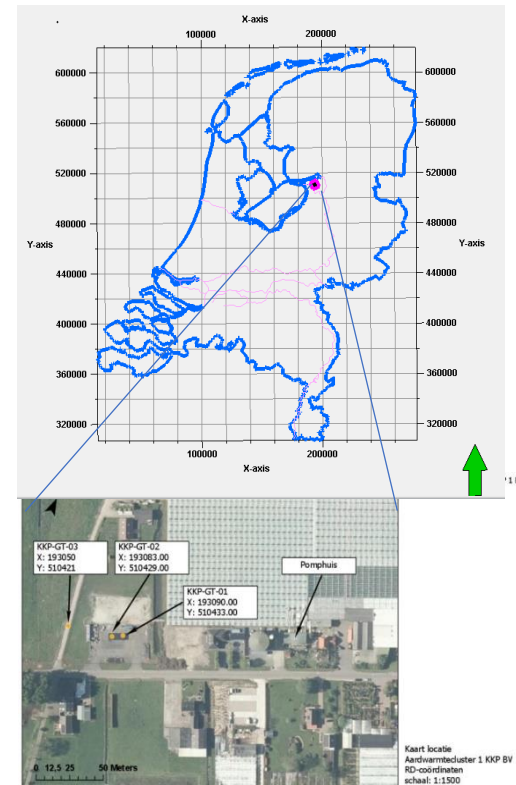 X-axis
100000 200000
600000 600000
560000 560000
520000 520000
480000 480000
Y-axis Y-axis
440000 440000
400000 400000
360000 360000
320000 320000
100000 200000
X-axis
KKP-GT-03
X: 193050
Y: 510421
KKP-GT-02
X: 193083.00
Y: 510429.00
KKP-GT-01
X: 193090.00
Y: 510433.00
Pomphuis
0 12,5 25 50 Meters
Kaart locatie
Aardwarmtecluster 1 KKP BV
RD-coördinaten
schaal: 1:1500